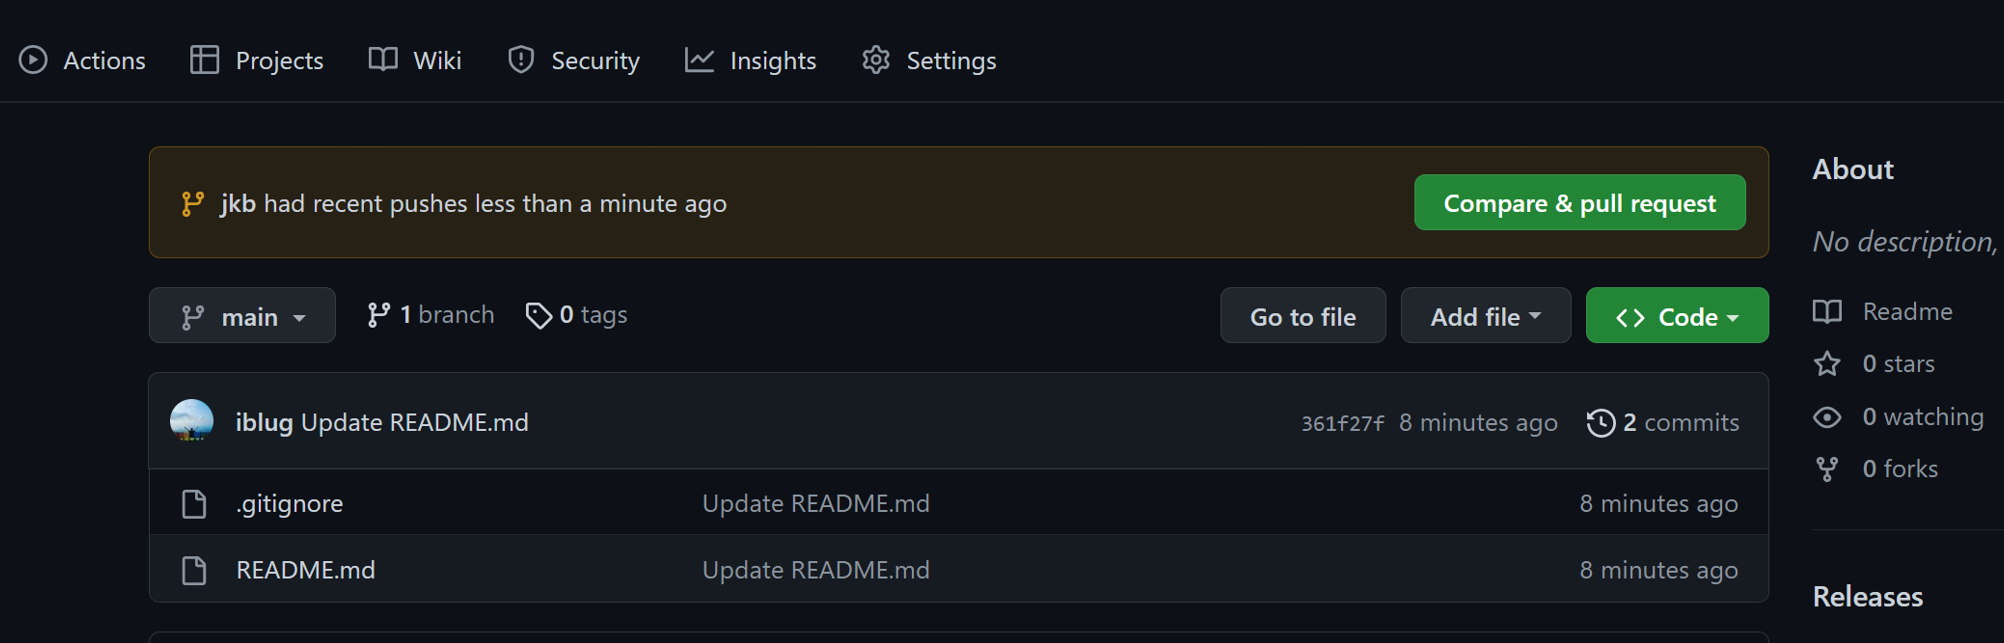 Actions Projects Wiki Security Insights Settings
jkb had recent pushes less than a minute ago Compare & pull request
main 1 branch 0 tags Go to file Add file Code
iblug Update README.md 361f27f 8 minutes ago 2 commits
.gitignore Update README.md 8 minutes ago
README.md Update README.md 8 minutes ago
About
No description,
Readme
0 stars
0 watching
0 forks
Releases